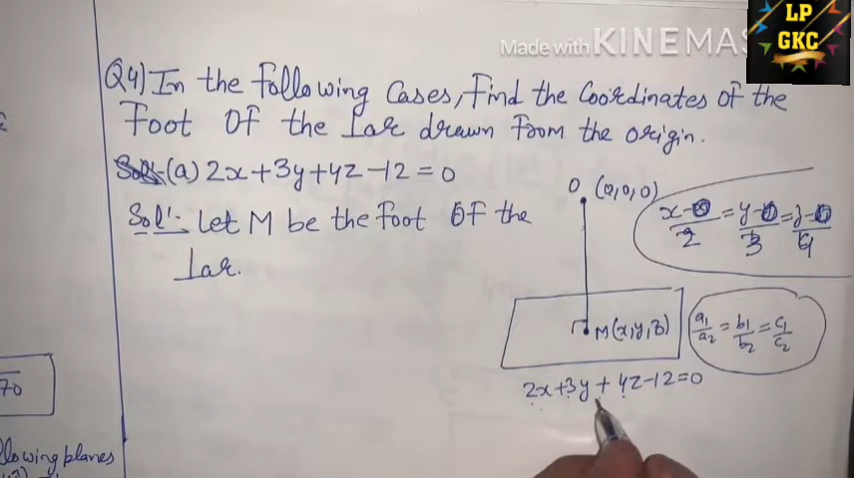 Made with KINEMAS
LP
GKC
Q4) In the following Cases, find the Coordinates of the
Foot Of the ⊥ar drawn from the origin.
(a) 2x+3y+4z-12=0
Sol'- Let M be the foot Of the
⊥ar.
O (0,0,0)
x-0/2 = y-0/3 = z-0/4
M(x,y,z)
a1/a2 = b1/b2 = c1/c2
2x+3y+4z-12=0
70
llowing planes